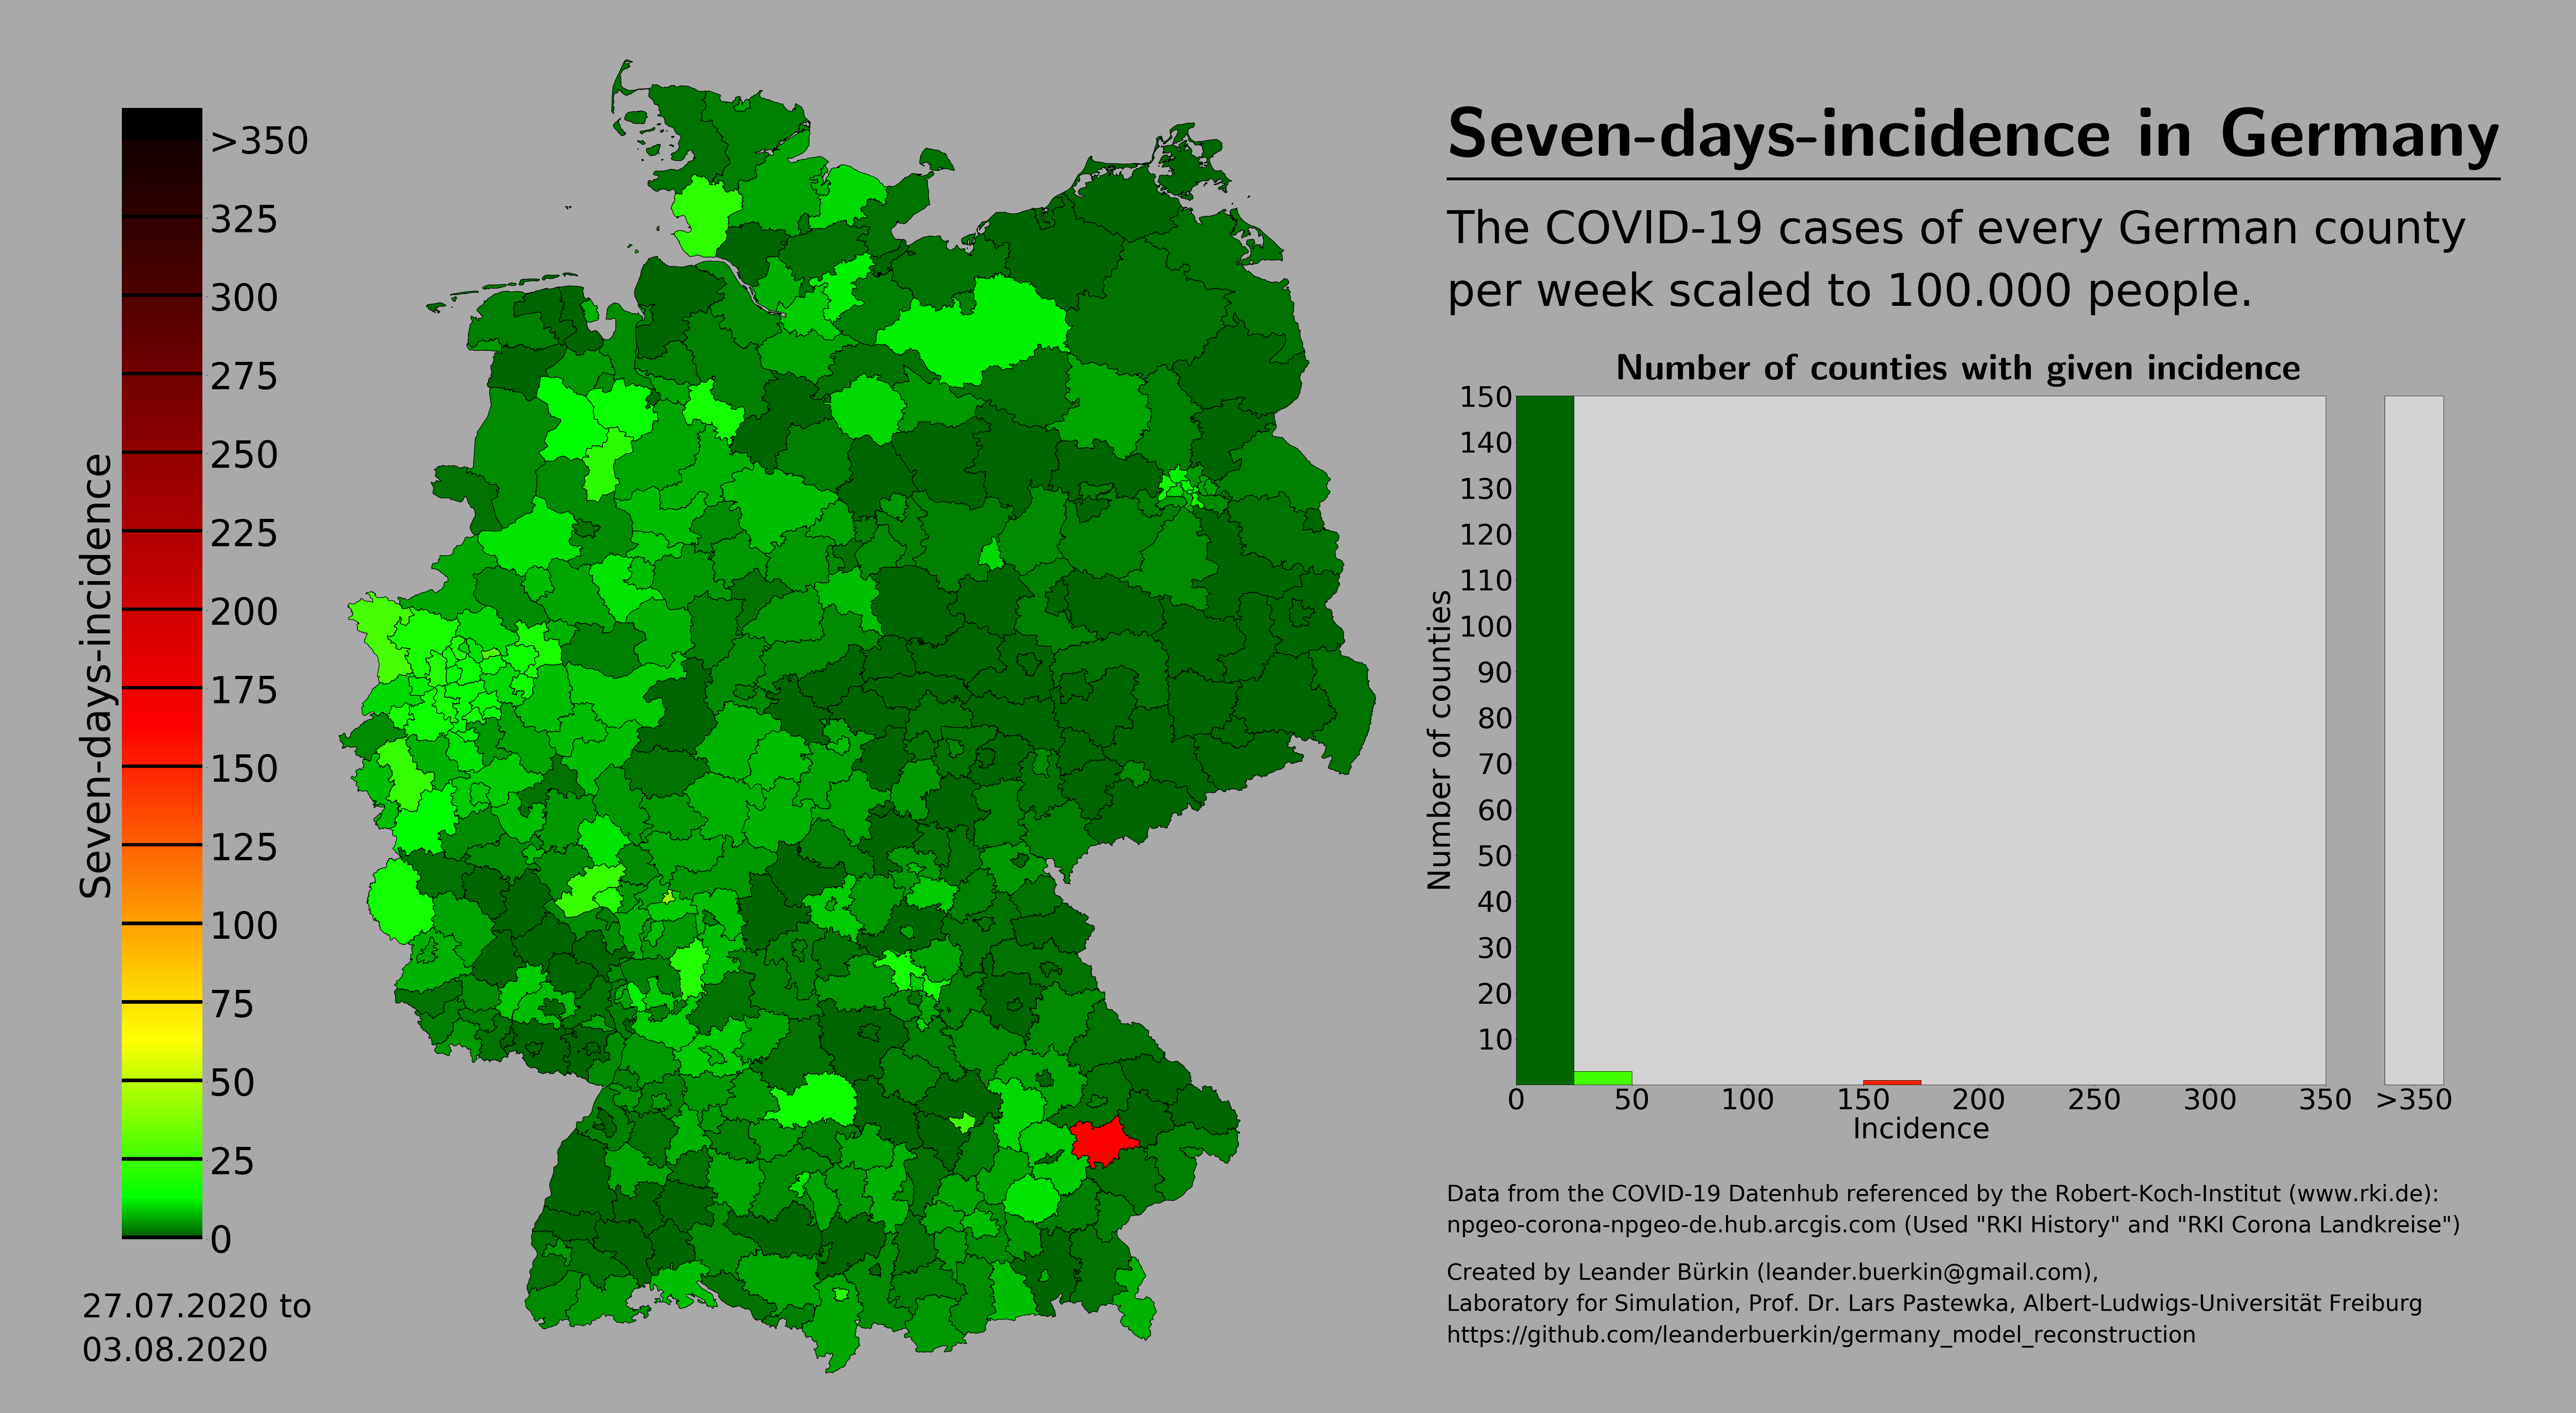 Seven-days-incidence in Germany
The COVID-19 cases of every German county
per week scaled to 100.000 people.
Seven-days-incidence
>350
325
300
275
250
225
200
175
150
125
100
75
50
25
0
27.07.2020 to
03.08.2020
Number of counties with given incidence
Number of counties
150
140
130
120
110
100
90
80
70
60
50
40
30
20
10
0 50 100 150 200 250 300 350 >350
Incidence
Data from the COVID-19 Datenhub referenced by the Robert-Koch-Institut (www.rki.de):
npgeo-corona-npgeo-de.hub.arcgis.com (Used "RKI History" and "RKI Corona Landkreise")
Created by Leander Bürkin (leander.buerkin@gmail.com),
Laboratory for Simulation, Prof. Dr. Lars Pastewka, Albert-Ludwigs-Universität Freiburg
https://github.com/leanderbuerkin/germany_model_reconstruction